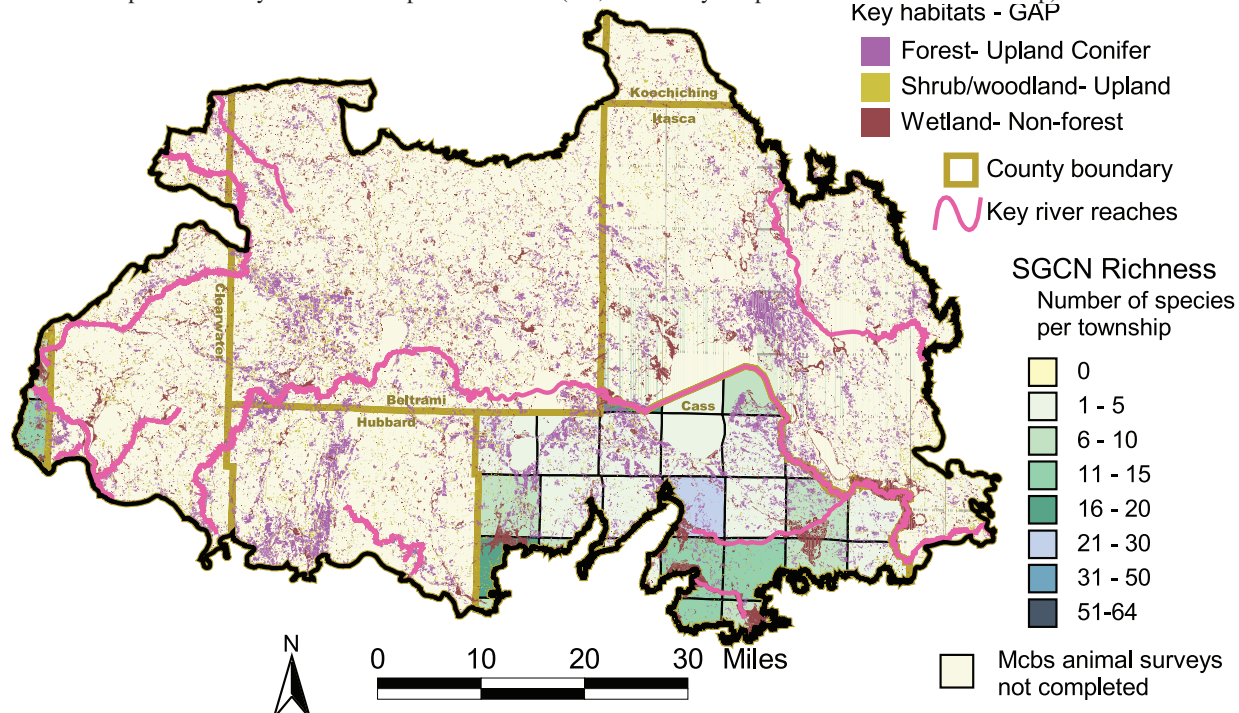 Key habitats - GAP
Forest- Upland Conifer
Shrub/woodland- Upland
Wetland- Non-forest
County boundary
Key river reaches
SGCN Richness
Number of species
per township
0
1 - 5
6 - 10
11 - 15
16 - 20
21 - 30
31 - 50
51-64
Mcbs animal surveys
not completed
Koochiching
Itasca
Clearwater
Beltrami
Hubbard
Cass
N
0 10 20 30 Miles